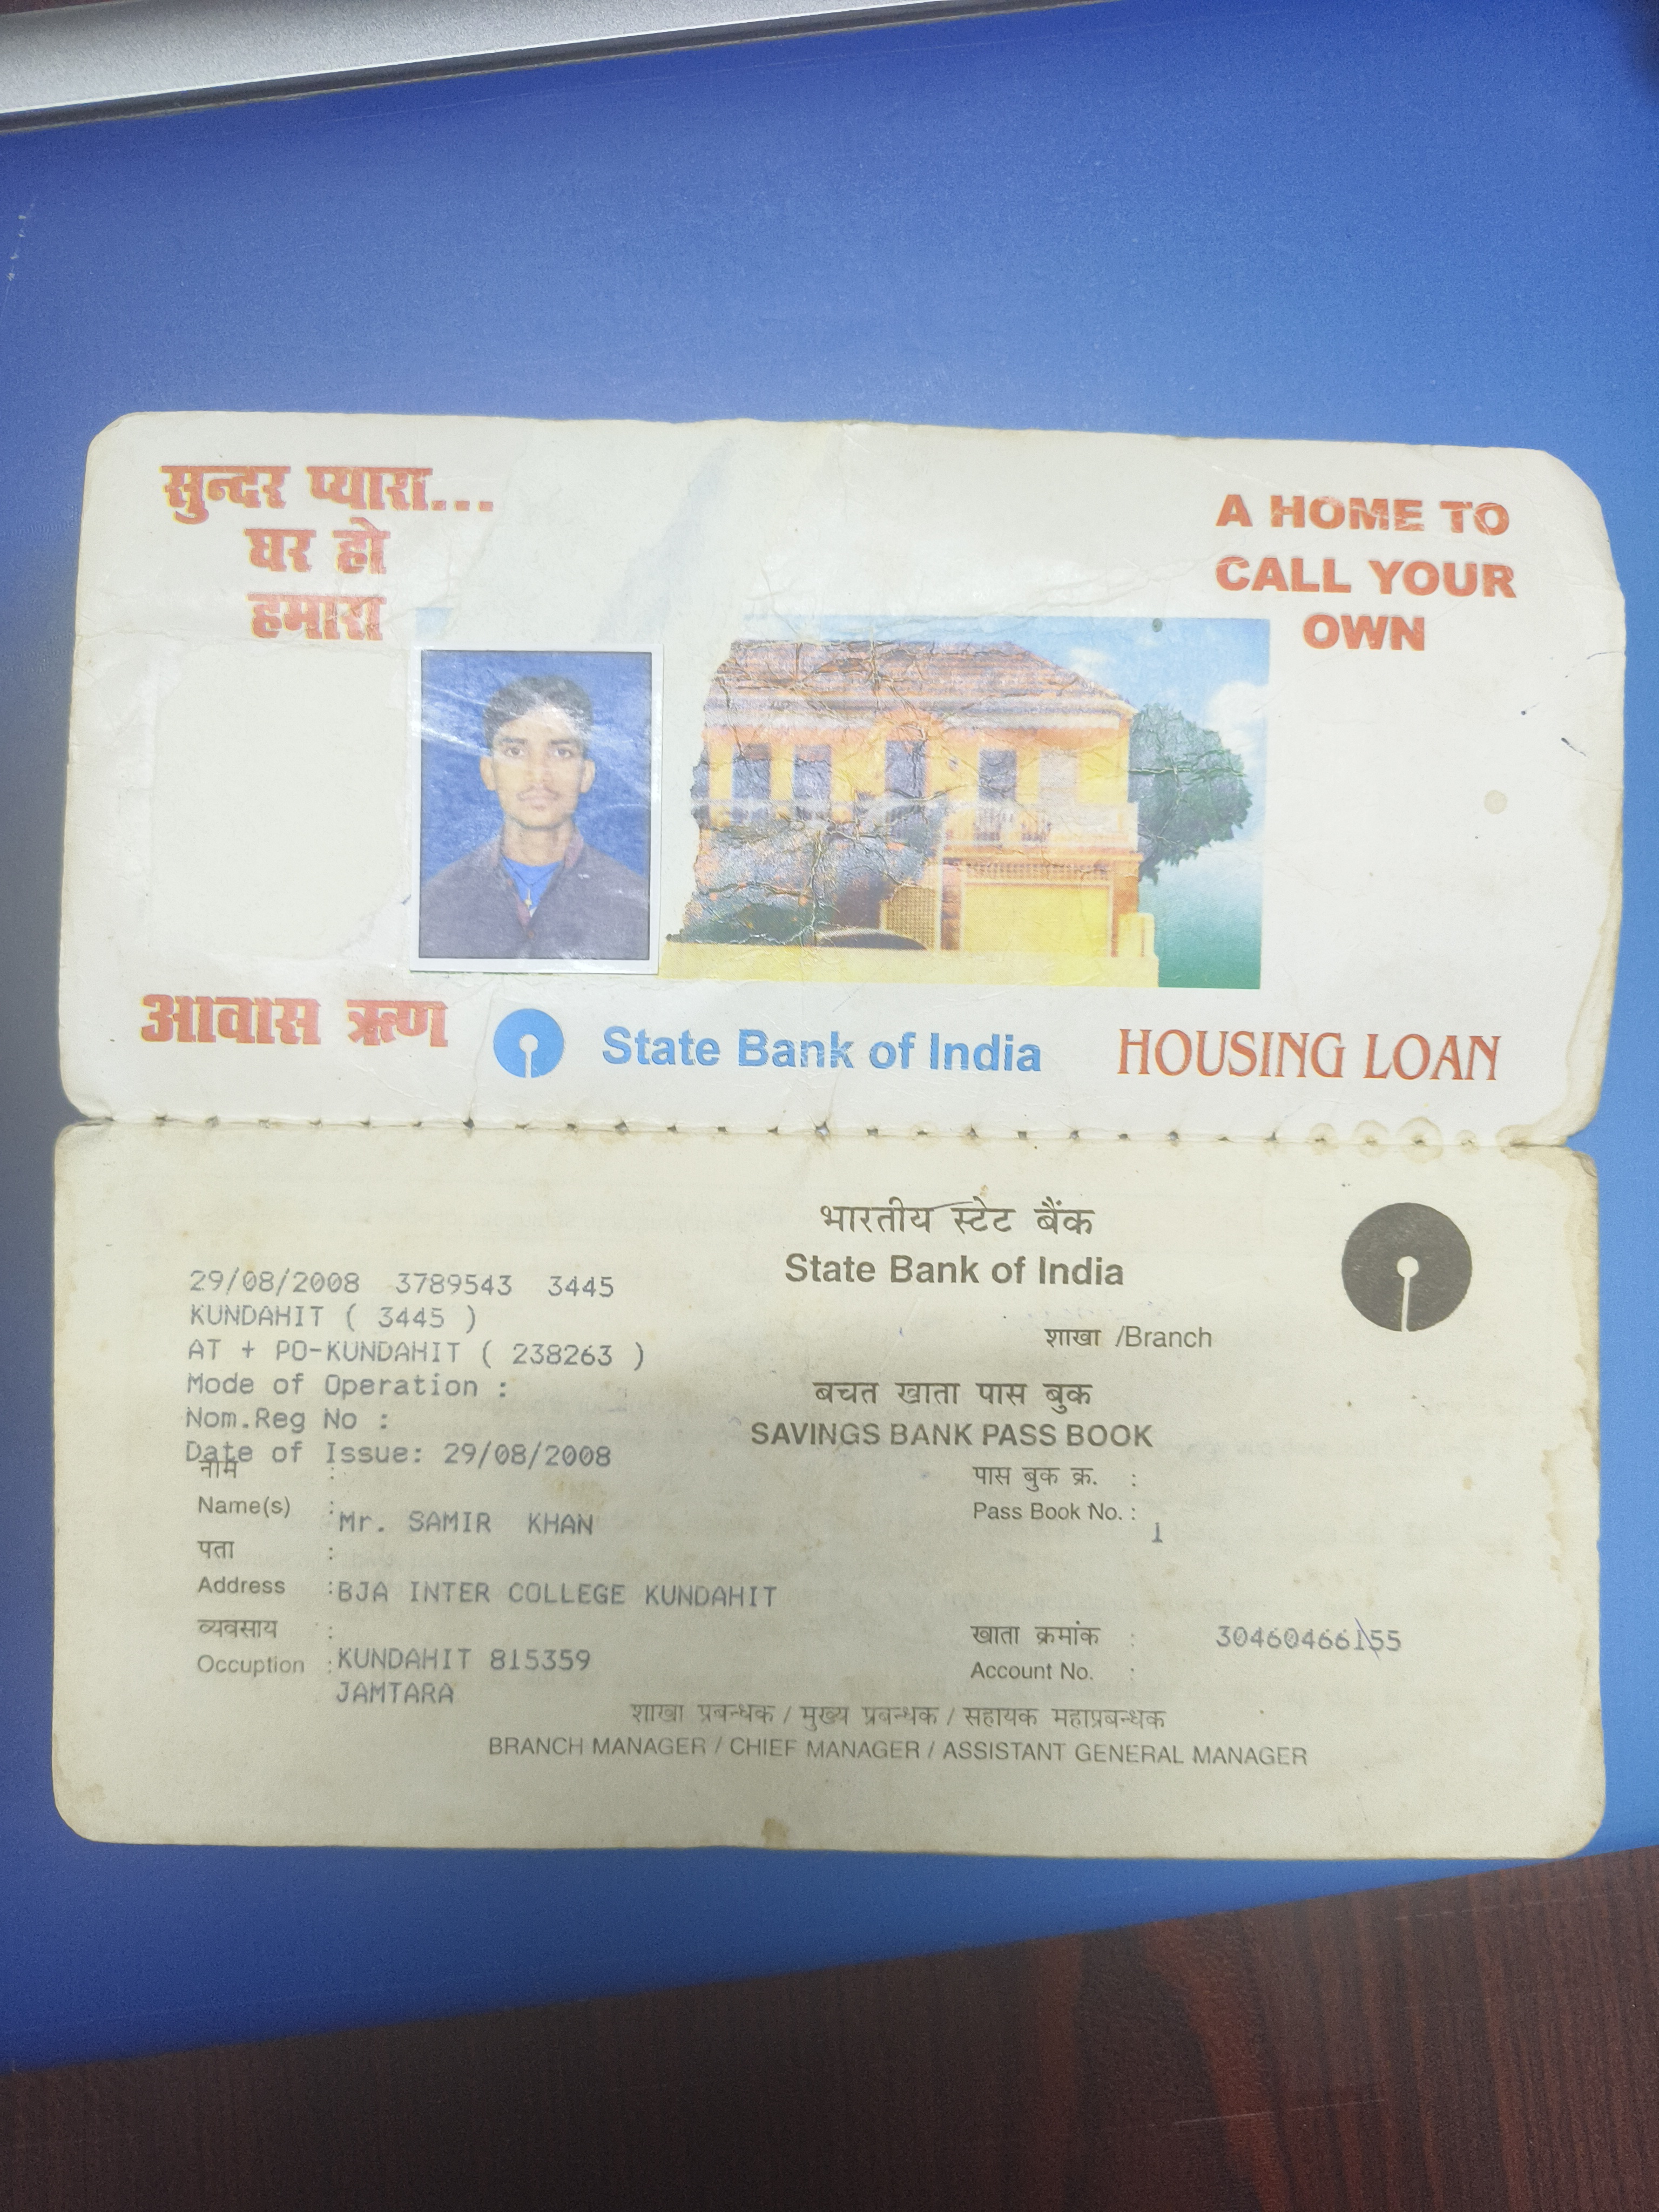 सुन्दर प्यारा...
घर हो
हमारा
A HOME TO
CALL YOUR
OWN
आवास ऋण
State Bank of India
HOUSING LOAN
भारतीय स्टेट बैंक
State Bank of India
29/08/2008 3789543 3445
KUNDAHIT ( 3445 )
शाखा /Branch
AT + PO-KUNDAHIT ( 238263 )
Mode of Operation :
बचत खाता पास बुक
Nom.Reg No :
SAVINGS BANK PASS BOOK
Date of Issue: 29/08/2008
नाम :
पास बुक क्र. :
Name(s) : Mr. SAMIR KHAN
Pass Book No. : 1
पता :
Address : BJA INTER COLLEGE KUNDAHIT
व्यवसाय :
खाता क्रमांक : 30460466155
Occuption : KUNDAHIT 815359
Account No. :
JAMTARA
शाखा प्रबन्धक / मुख्य प्रबन्धक / सहायक महाप्रबन्धक
BRANCH MANAGER / CHIEF MANAGER / ASSISTANT GENERAL MANAGER